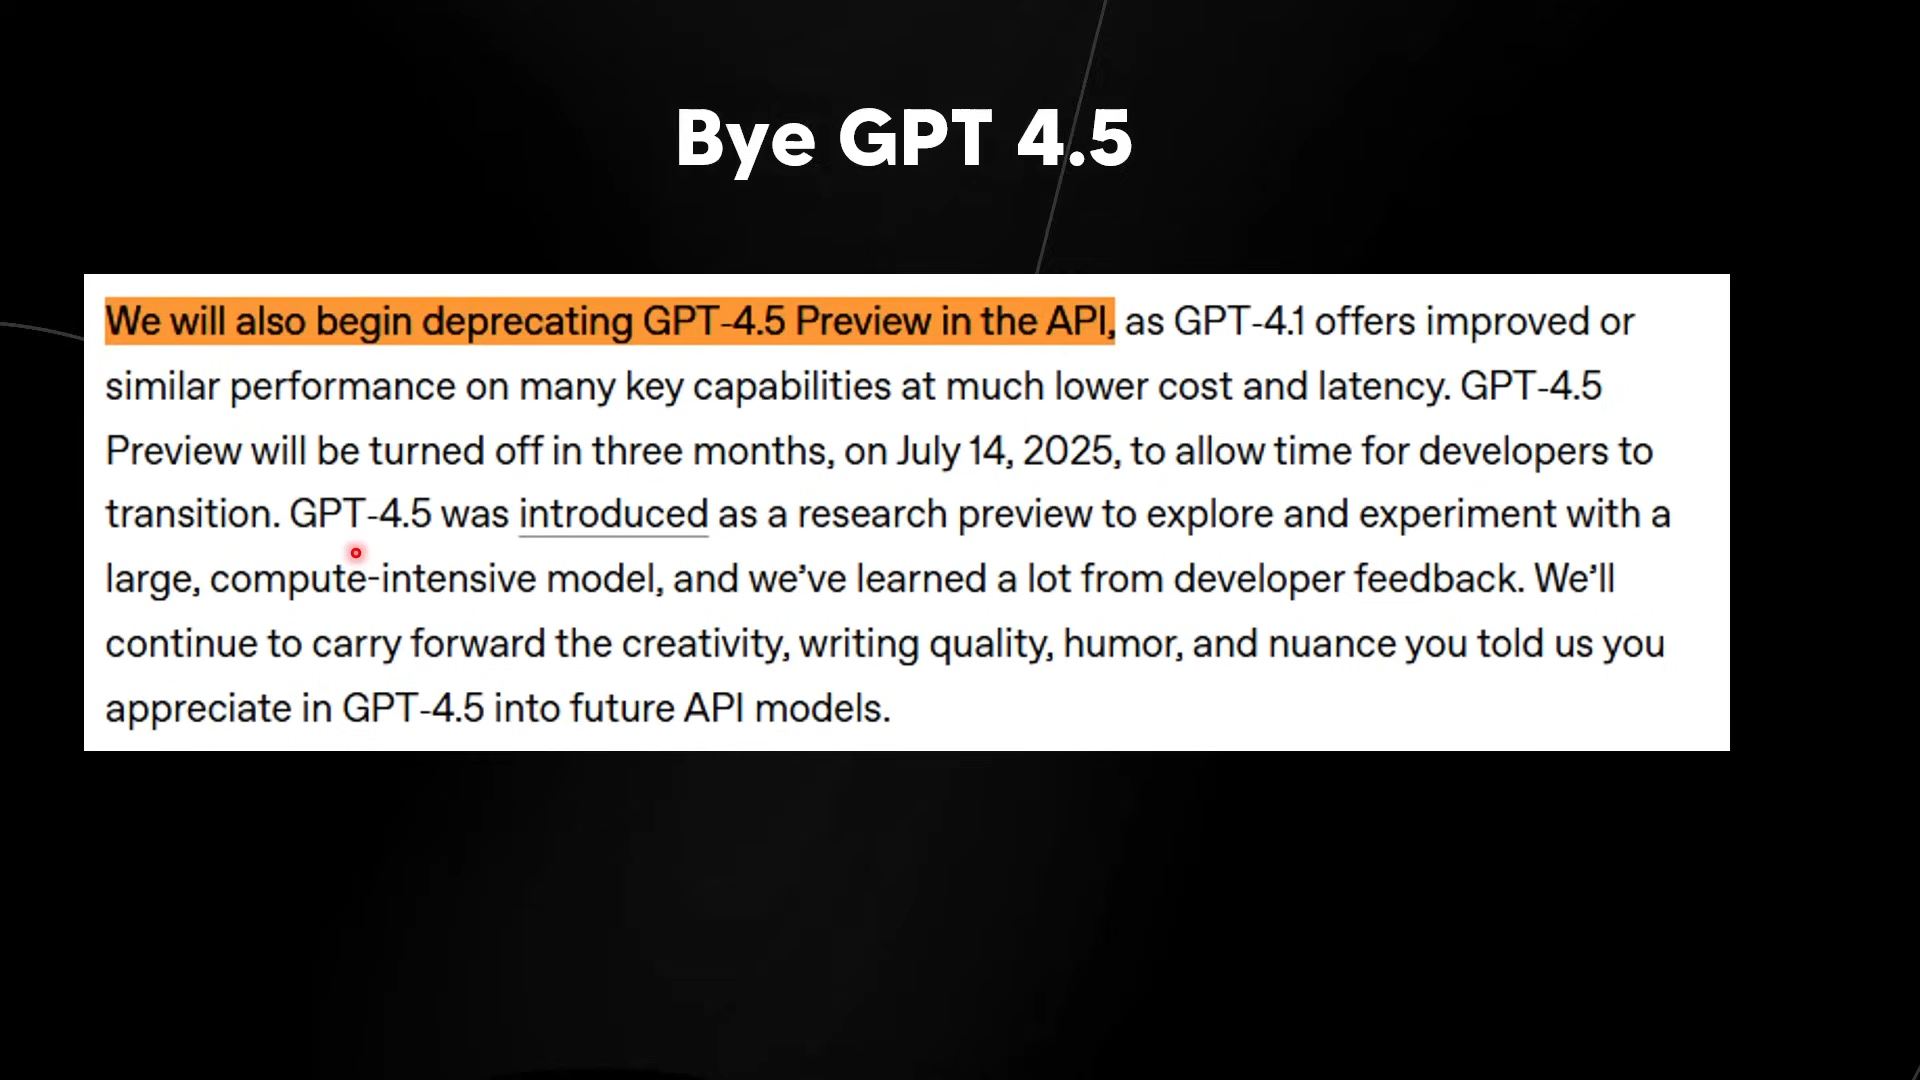 Bye GPT 4.5
We will also begin deprecating GPT-4.5 Preview in the API, as GPT-4.1 offers improved or
similar performance on many key capabilities at much lower cost and latency. GPT-4.5
Preview will be turned off in three months, on July 14, 2025, to allow time for developers to
transition. GPT-4.5 was introduced as a research preview to explore and experiment with a
large, compute-intensive model, and we’ve learned a lot from developer feedback. We’ll
continue to carry forward the creativity, writing quality, humor, and nuance you told us you
appreciate in GPT-4.5 into future API models.